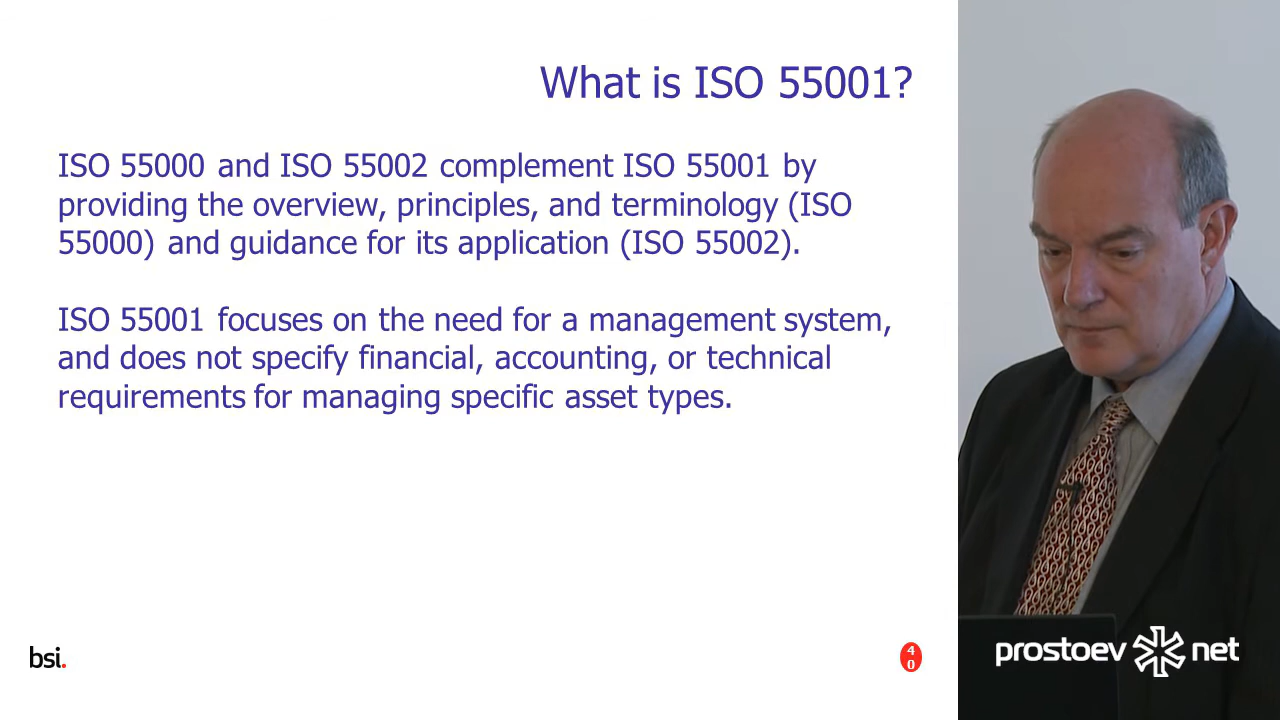 What is ISO 55001?
ISO 55000 and ISO 55002 complement ISO 55001 by
providing the overview, principles, and terminology (ISO
55000) and guidance for its application (ISO 55002).
ISO 55001 focuses on the need for a management system,
and does not specify financial, accounting, or technical
requirements for managing specific asset types.
bsi.
4
0
prostoev net